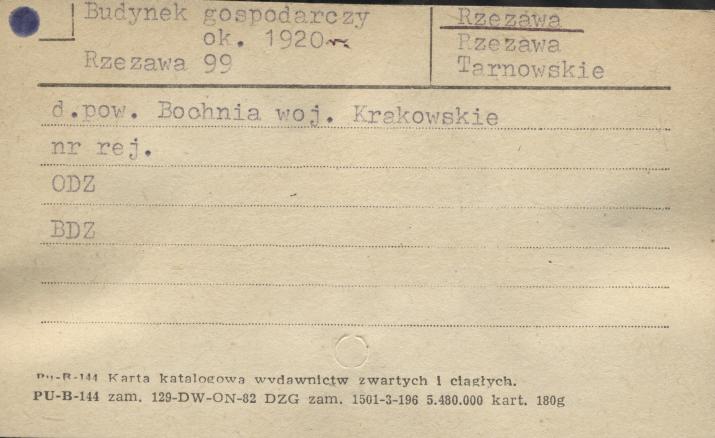 Budynek gospodarczy
ok. 1920
Rzezawa 99
Rzezawa
Rzezawa
Tarnowskie
d.pow. Bochnia woj. Krakowskie
nr rej.
ODZ
BDZ
PU-B-144 Karta katalogowa wydawnictw zwartych i ciągłych.
PU-B-144 zam. 129-DW-ON-82 DZG zam. 1501-3-196 5.480.000 kart. 180g